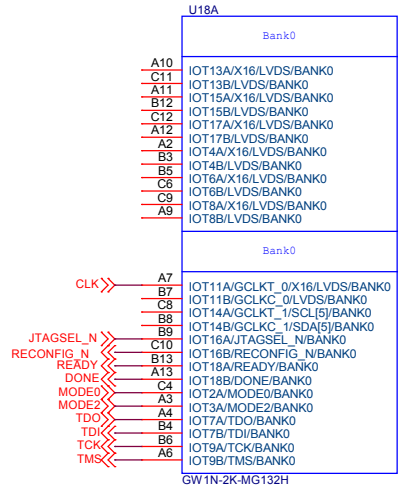 U18A
Bank0
A10 IOT13A/X16/LVDS/BANK0
C11 IOT13B/LVDS/BANK0
A11 IOT15A/X16/LVDS/BANK0
B12 IOT15B/LVDS/BANK0
C12 IOT17A/X16/LVDS/BANK0
A12 IOT17B/LVDS/BANK0
A2 IOT4A/X16/LVDS/BANK0
B3 IOT4B/LVDS/BANK0
B5 IOT6A/X16/LVDS/BANK0
C6 IOT6B/LVDS/BANK0
C9 IOT8A/X16/LVDS/BANK0
A9 IOT8B/LVDS/BANK0
Bank0
CLK A7 IOT11A/GCLKT_0/X16/LVDS/BANK0
B7 IOT11B/GCLKC_0/LVDS/BANK0
C8 IOT14A/GCLKT_1/SCL[5]/BANK0
B8 IOT14B/GCLKC_1/SDA[5]/BANK0
JTAGSEL_N B9 IOT16A/JTAGSEL_N/BANK0
RECONFIG_N C10 IOT16B/RECONFIG_N/BANK0
READY B13 IOT18A/READY/BANK0
DONE A13 IOT18B/DONE/BANK0
MODE0 C4 IOT2A/MODE0/BANK0
MODE2 A3 IOT3A/MODE2/BANK0
TDO A4 IOT7A/TDO/BANK0
TDI B4 IOT7B/TDI/BANK0
TCK B6 IOT9A/TCK/BANK0
TMS A6 IOT9B/TMS/BANK0
GW1N-2K-MG132H